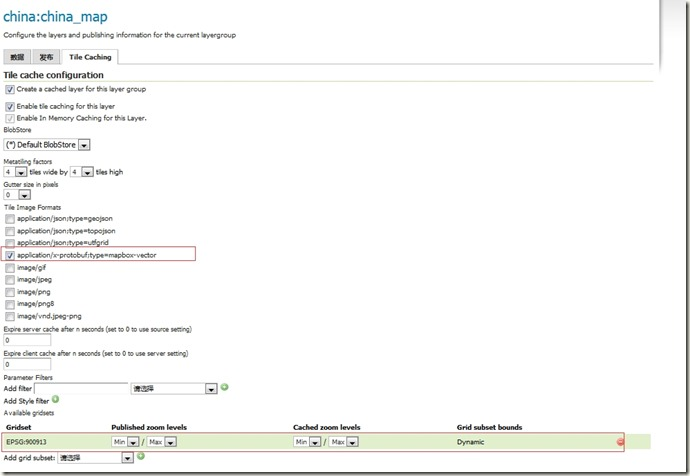 china:china_map
Configure the layers and publishing information for the current layergroup
数据 发布 Tile Caching
Tile cache configuration
Create a cached layer for this layer group
Enable tile caching for this layer
Enable In Memory Caching for this Layer.
BlobStore
(*) Default BlobStore
Metatiling factors
4 tiles wide by 4 tiles high
Gutter size in pixels
0
Tile Image Formats
application/json;type=geojson
application/json;type=topojson
application/json;type=utfgrid
application/x-protobuf;type=mapbox-vector
image/gif
image/jpeg
image/png
image/png8
image/vnd.jpeg-png
Expire server cache after n seconds (set to 0 to use source setting)
0
Expire client cache after n seconds (set to 0 to use server setting)
0
Parameter Filters
Add filter 请选择
Add Style filter
Available gridsets
Gridset Published zoom levels Cached zoom levels Grid subset bounds
EPSG:900913 Min / Max Min / Max Dynamic
Add grid subset: 请选择